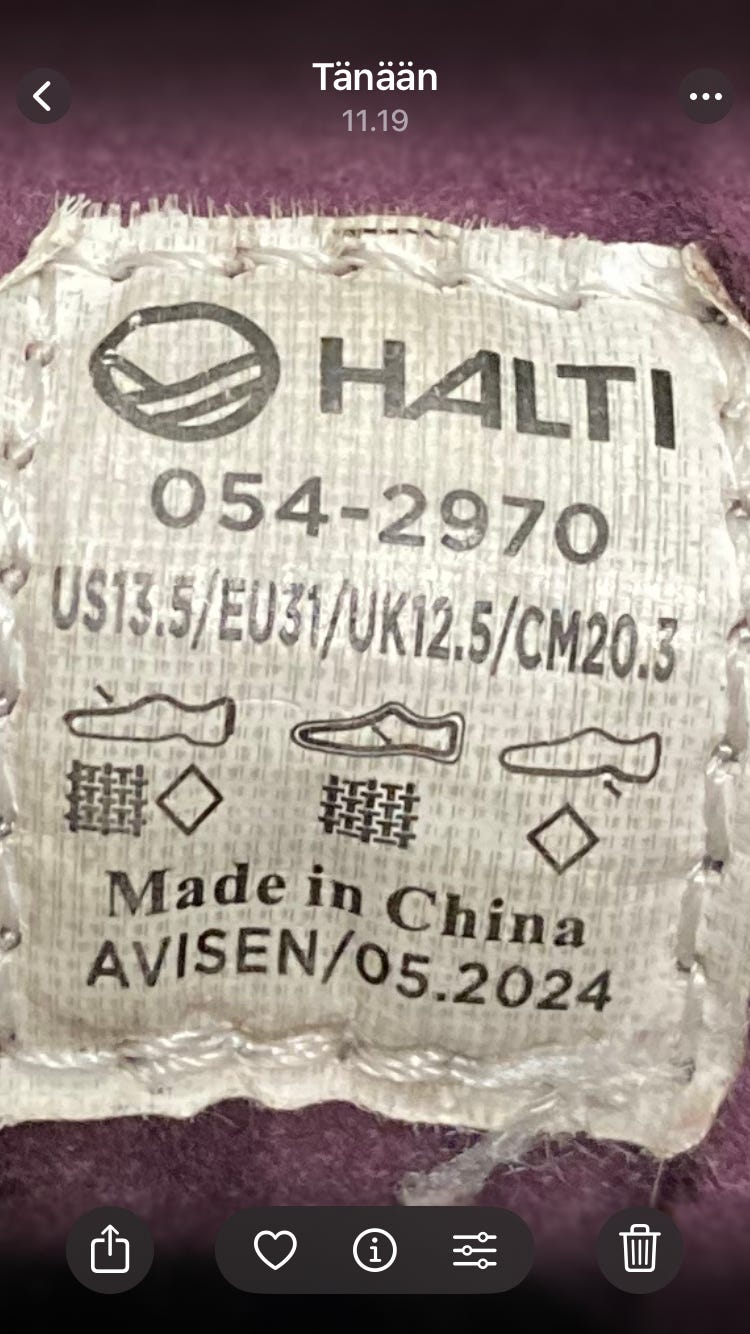 Tänään
11.19
HALTI
054-2970
US13.5/EU31/UK12.5/CM20.3
Made in China
AVISEN/05.2024